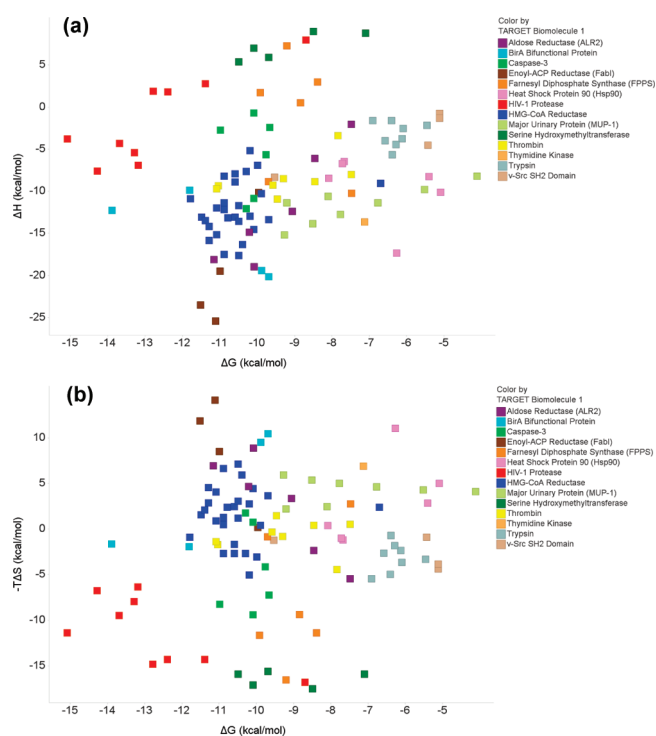 (a)
ΔH (kcal/mol)
5
0
-5
-10
-15
-20
-25
-15 -14 -13 -12 -11 -10 -9 -8 -7 -6 -5
ΔG (kcal/mol)
Color by
TARGET Biomolecule 1
Aldose Reductase (ALR2)
BirA Bifunctional Protein
Caspase-3
Enoyl-ACP Reductase (FabI)
Farnesyl Diphosphate Synthase (FPPS)
Heat Shock Protein 90 (Hsp90)
HIV-1 Protease
HMG-CoA Reductase
Major Urinary Protein (MUP-1)
Serine Hydroxymethyltransferase
Thrombin
Thymidine Kinase
Trypsin
v-Src SH2 Domain
(b)
-TΔS (kcal/mol)
10
5
0
-5
-10
-15
-15 -14 -13 -12 -11 -10 -9 -8 -7 -6 -5
ΔG (kcal/mol)
Color by
TARGET Biomolecule 1
Aldose Reductase (ALR2)
BirA Bifunctional Protein
Caspase-3
Enoyl-ACP Reductase (FabI)
Farnesyl Diphosphate Synthase (FPPS)
Heat Shock Protein 90 (Hsp90)
HIV-1 Protease
HMG-CoA Reductase
Major Urinary Protein (MUP-1)
Serine Hydroxymethyltransferase
Thrombin
Thymidine Kinase
Trypsin
v-Src SH2 Domain